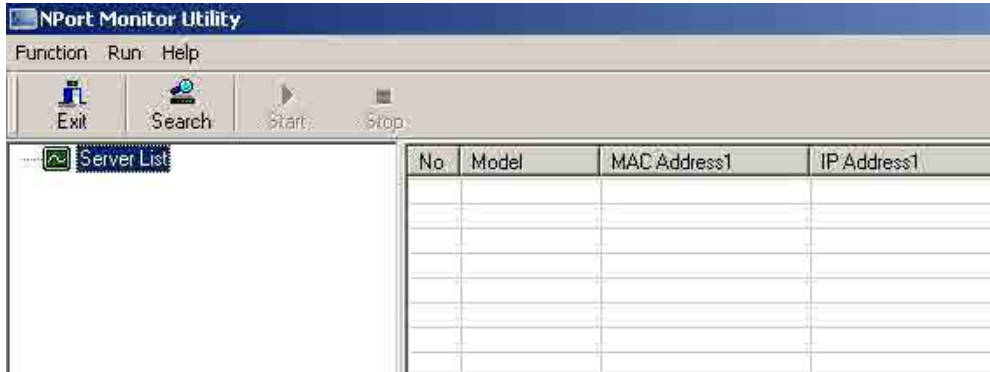 NPort Monitor Utility
Function Run Help
Exit Search Start Stop
Server List
No Model MAC Address1 IP Address1